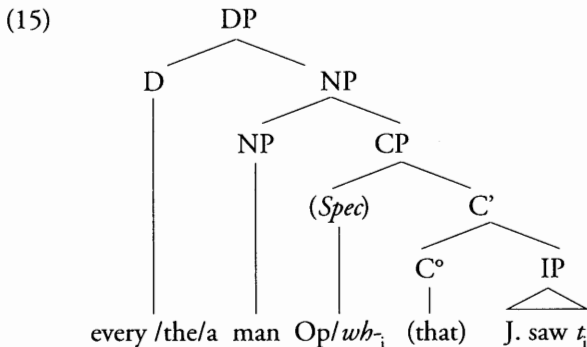 (15) DP
D NP
NP CP
(Spec) C'
C° IP
every /the/a man Op/wh-i (that) J. saw ti